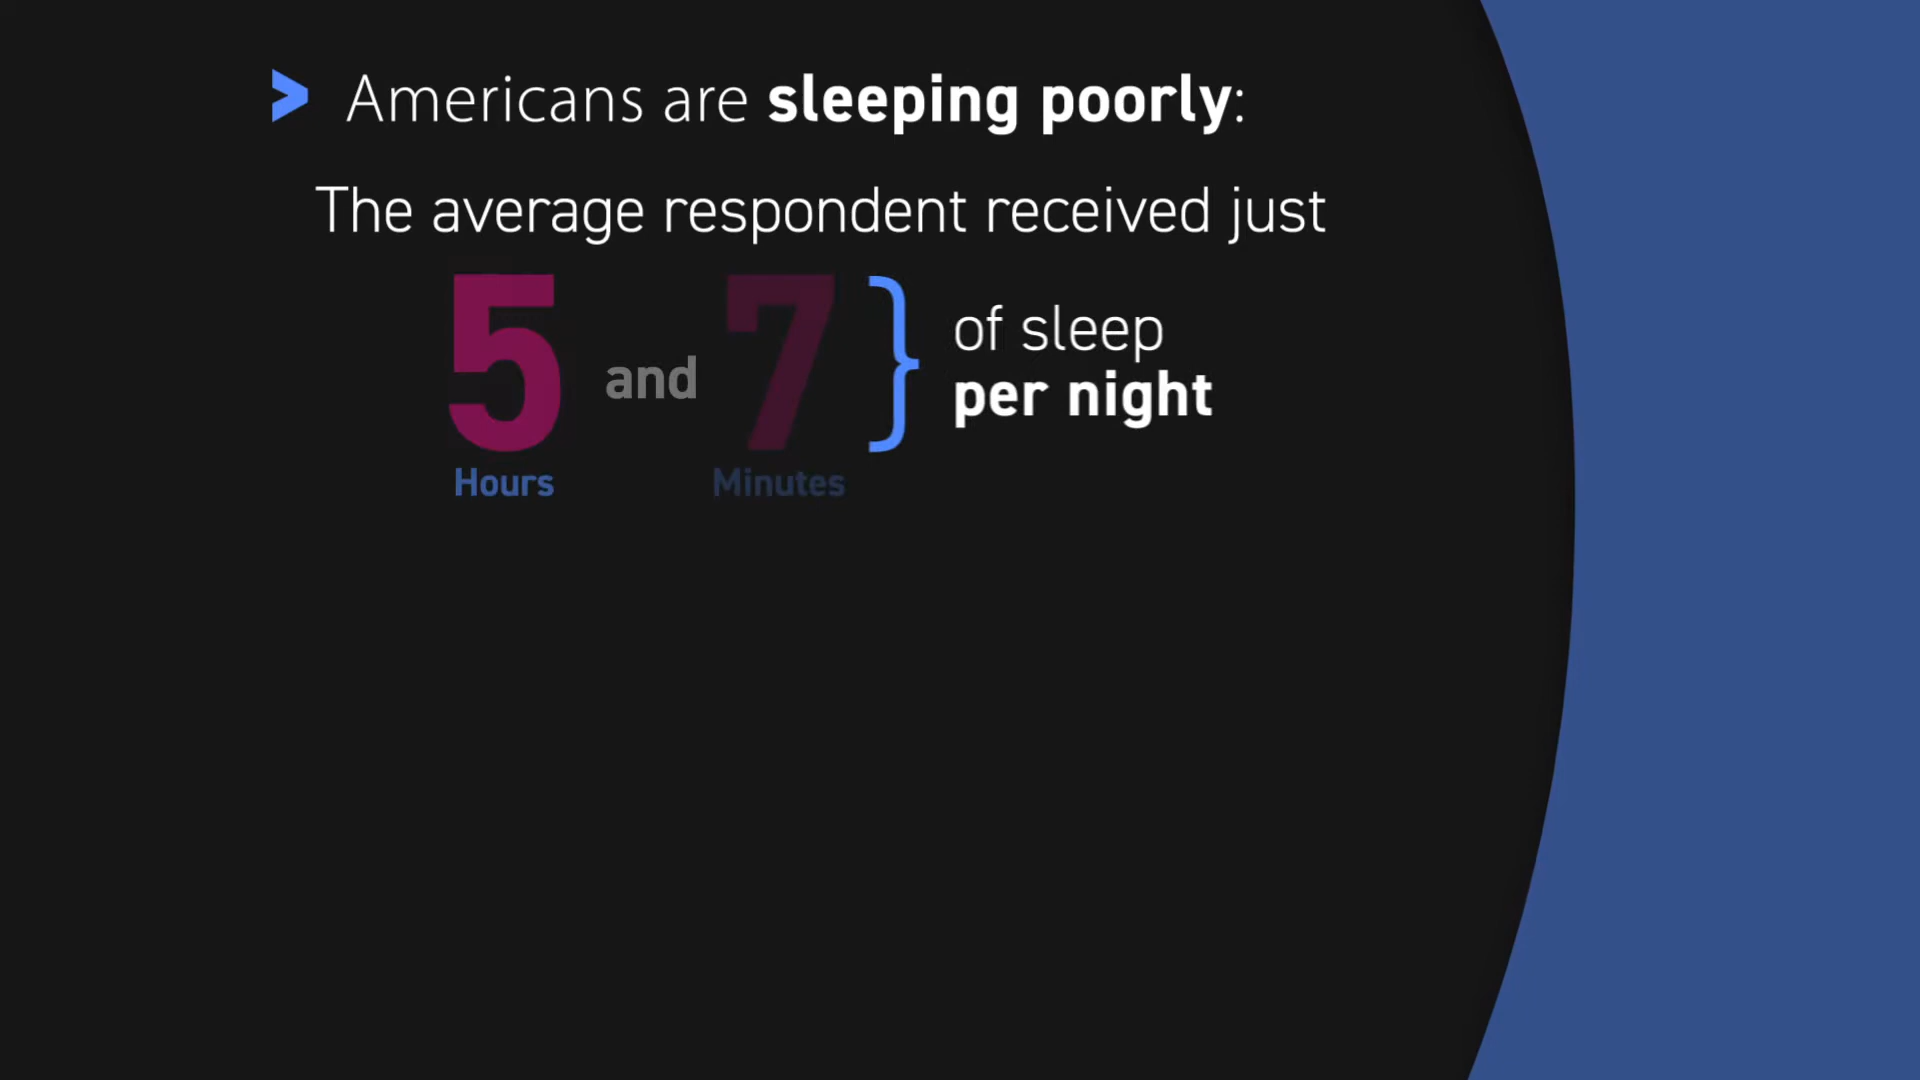 > Americans are sleeping poorly:
The average respondent received just
5 and 7 } of sleep
per night
Hours Minutes